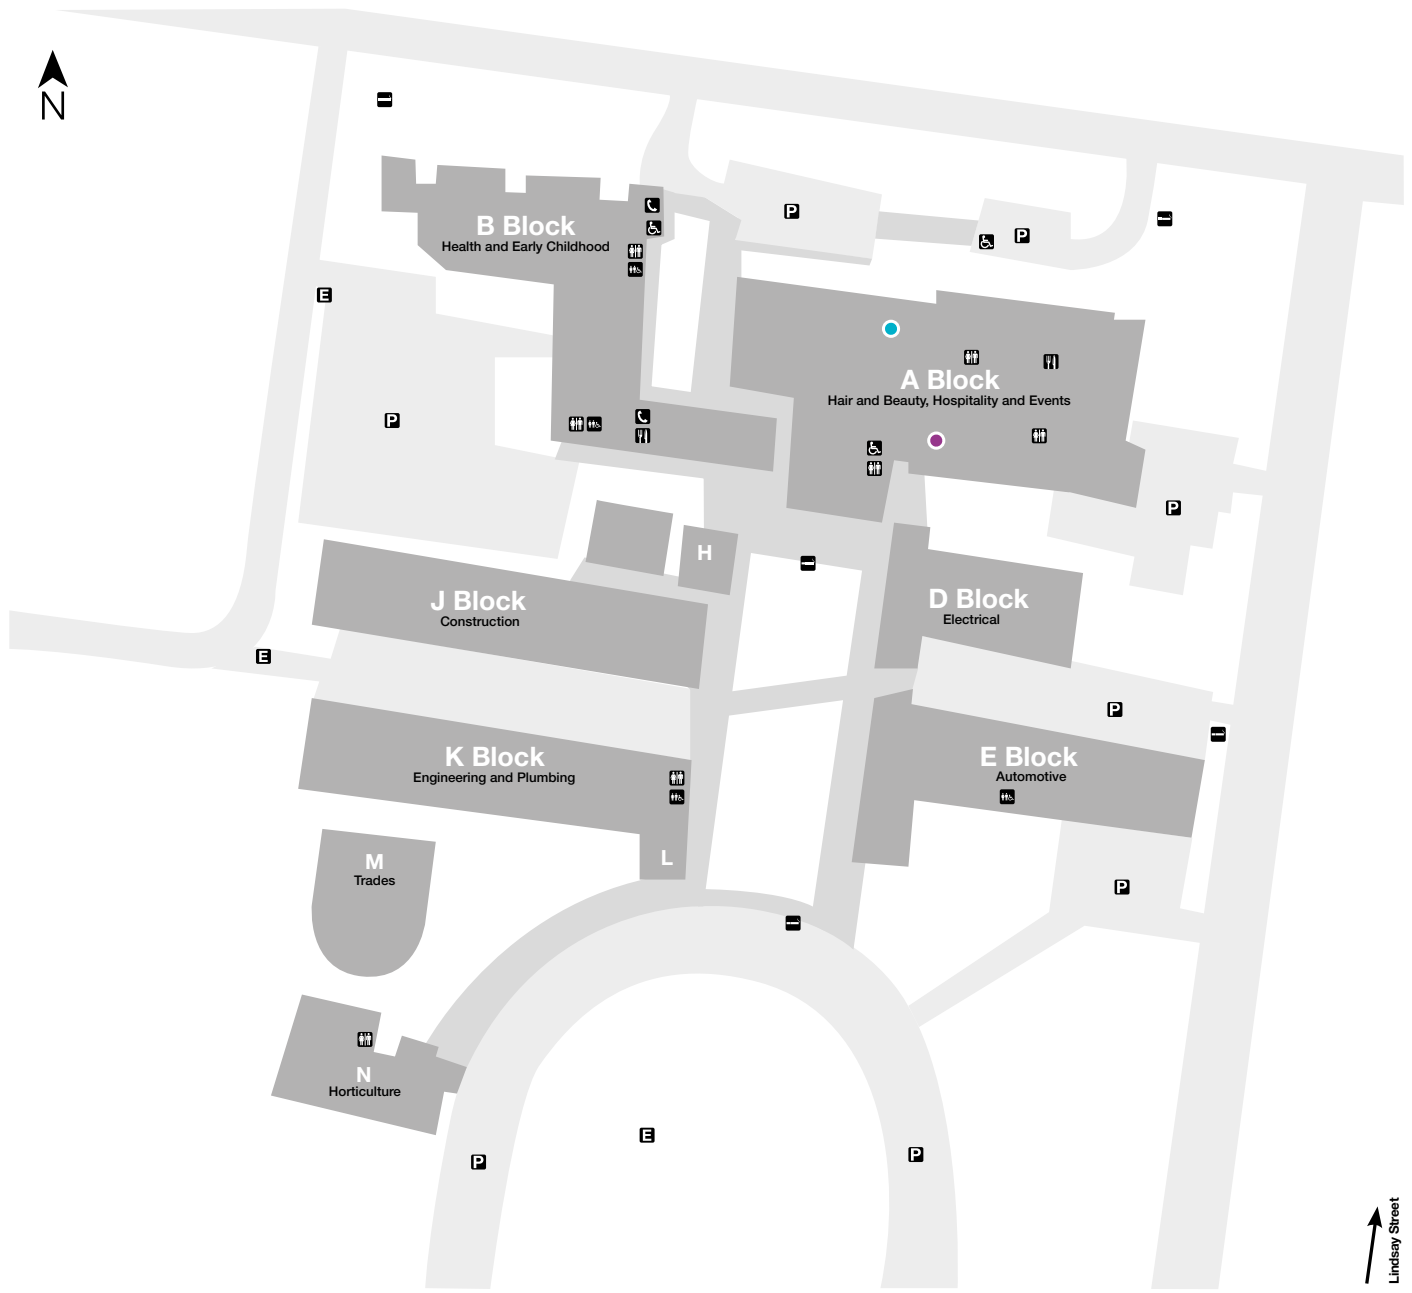 N
B Block
Health and Early Childhood
P
P
E
A Block
Hair and Beauty, Hospitality and Events
P
P
H
J Block
Construction
D Block
Electrical
E
P
K Block
Engineering and Plumbing
E Block
Automotive
L
M
Trades
P
N
Horticulture
E
P
P
Lindsay Street